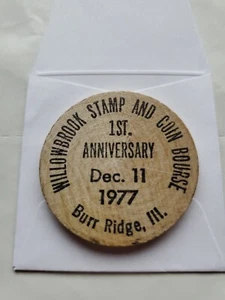 WILLOWBROOK STAMP AND COIN BOURSE
1ST.
ANNIVERSARY
Dec. 11
1977
Burr Ridge, Ill.